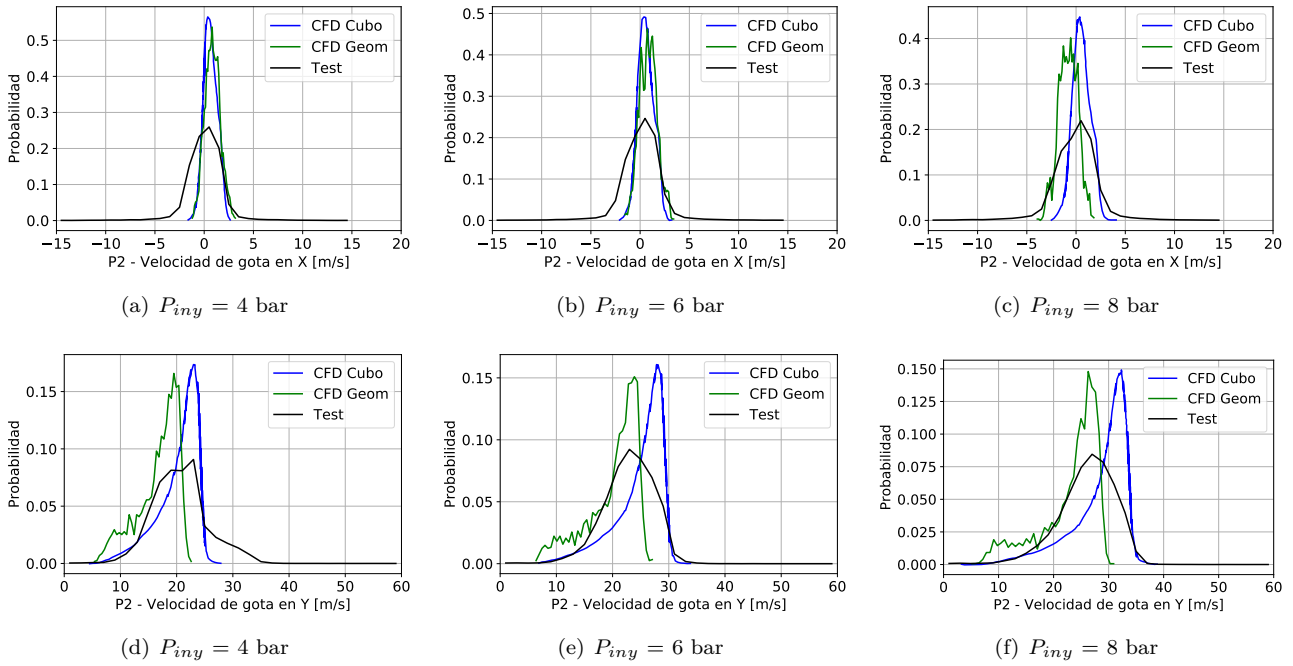 CFD Cubo
CFD Geom
Test
Probabilidad
0.5
0.4
0.3
0.2
0.1
0.0
−15 −10 −5 0 5 10 15 20
P2 - Velocidad de gota en X [m/s]
(a) P_iny = 4 bar
CFD Cubo
CFD Geom
Test
Probabilidad
0.5
0.4
0.3
0.2
0.1
0.0
−15 −10 −5 0 5 10 15 20
P2 - Velocidad de gota en X [m/s]
(b) P_iny = 6 bar
CFD Cubo
CFD Geom
Test
Probabilidad
0.4
0.3
0.2
0.1
0.0
−15 −10 −5 0 5 10 15 20
P2 - Velocidad de gota en X [m/s]
(c) P_iny = 8 bar
CFD Cubo
CFD Geom
Test
Probabilidad
0.15
0.10
0.05
0.00
0 10 20 30 40 50 60
P2 - Velocidad de gota en Y [m/s]
(d) P_iny = 4 bar
CFD Cubo
CFD Geom
Test
Probabilidad
0.15
0.10
0.05
0.00
0 10 20 30 40 50 60
P2 - Velocidad de gota en Y [m/s]
(e) P_iny = 6 bar
CFD Cubo
CFD Geom
Test
Probabilidad
0.150
0.125
0.100
0.075
0.050
0.025
0.000
0 10 20 30 40 50 60
P2 - Velocidad de gota en Y [m/s]
(f) P_iny = 8 bar